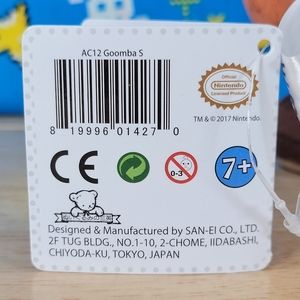 AC12 Goomba S
8 19996 01427 0
Official
Nintendo
Licensed Product
TM & © 2017 Nintendo.
CE
0-3
7+
Designed & Manufactured by SAN-EI CO., LTD.
2F TUG BLDG., NO.1-10, 2-CHOME, IIDABASHI,
CHIYODA-KU, TOKYO, JAPAN